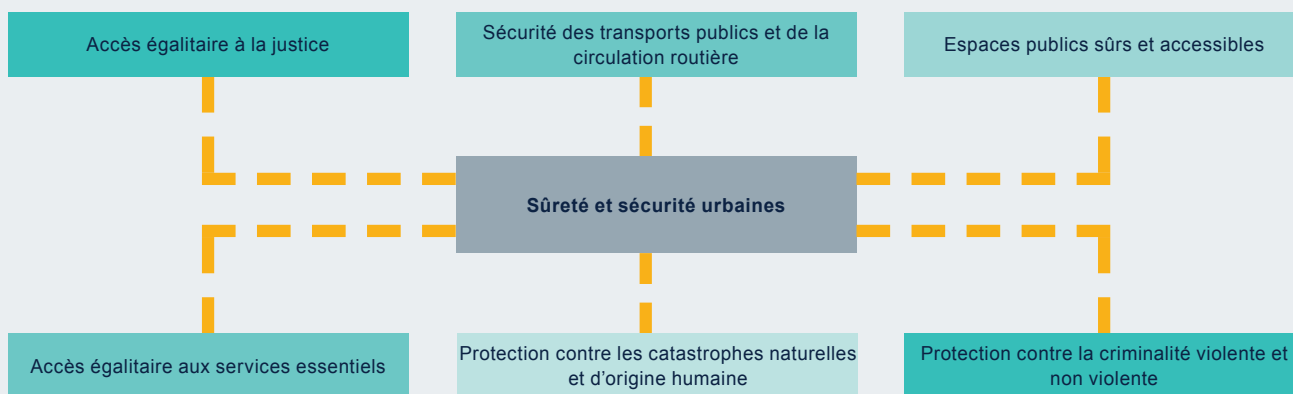 Accès égalitaire à la justice
Sécurité des transports publics et de la
circulation routière
Espaces publics sûrs et accessibles
Sûreté et sécurité urbaines
Accès égalitaire aux services essentiels
Protection contre les catastrophes naturelles
et d'origine humaine
Protection contre la criminalité violente et
non violente